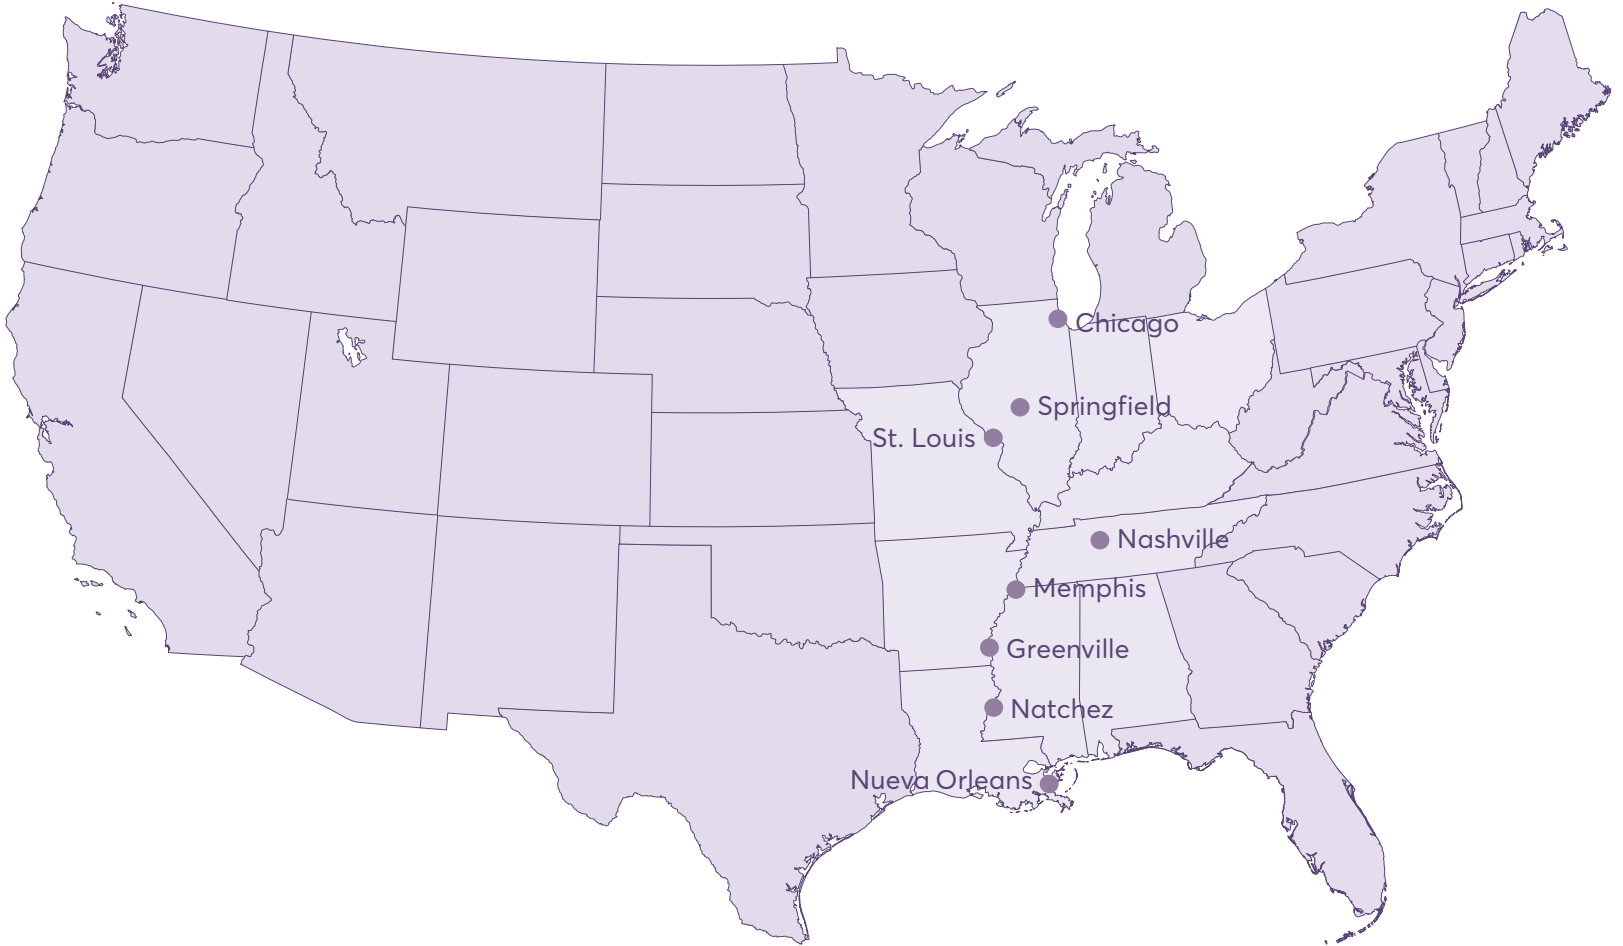 Chicago
Springfield
St. Louis
Nashville
Memphis
Greenville
Natchez
Nueva Orleans